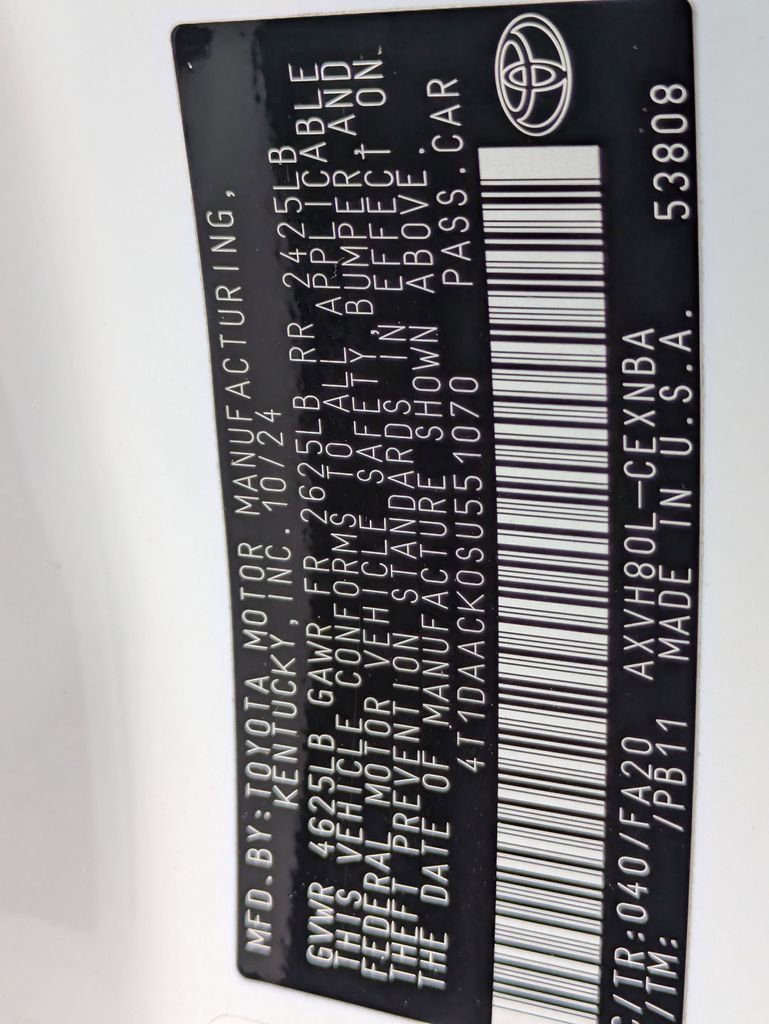 MFD.BY:TOYOTA MOTOR MANUFACTURING,
KENTUCKY,INC. 10/24
GVWR 4625LB GAWR FR 2625LB RR 2425LB
THIS VEHICLE CONFORMS TO ALL APPLICABLE
FEDERAL MOTOR VEHICLE SAFETY,BUMPER,AND
THEFT PREVENTION STANDARDS IN EFFECT ON
THE DATE OF MANUFACTURE SHOWN ABOVE.
4T1DAACK0SU551070 PASS.CAR
C/TR:040/FA20 AXVH80L-CEXNBA 53808
/TM: /PB11 MADE IN U.S.A.